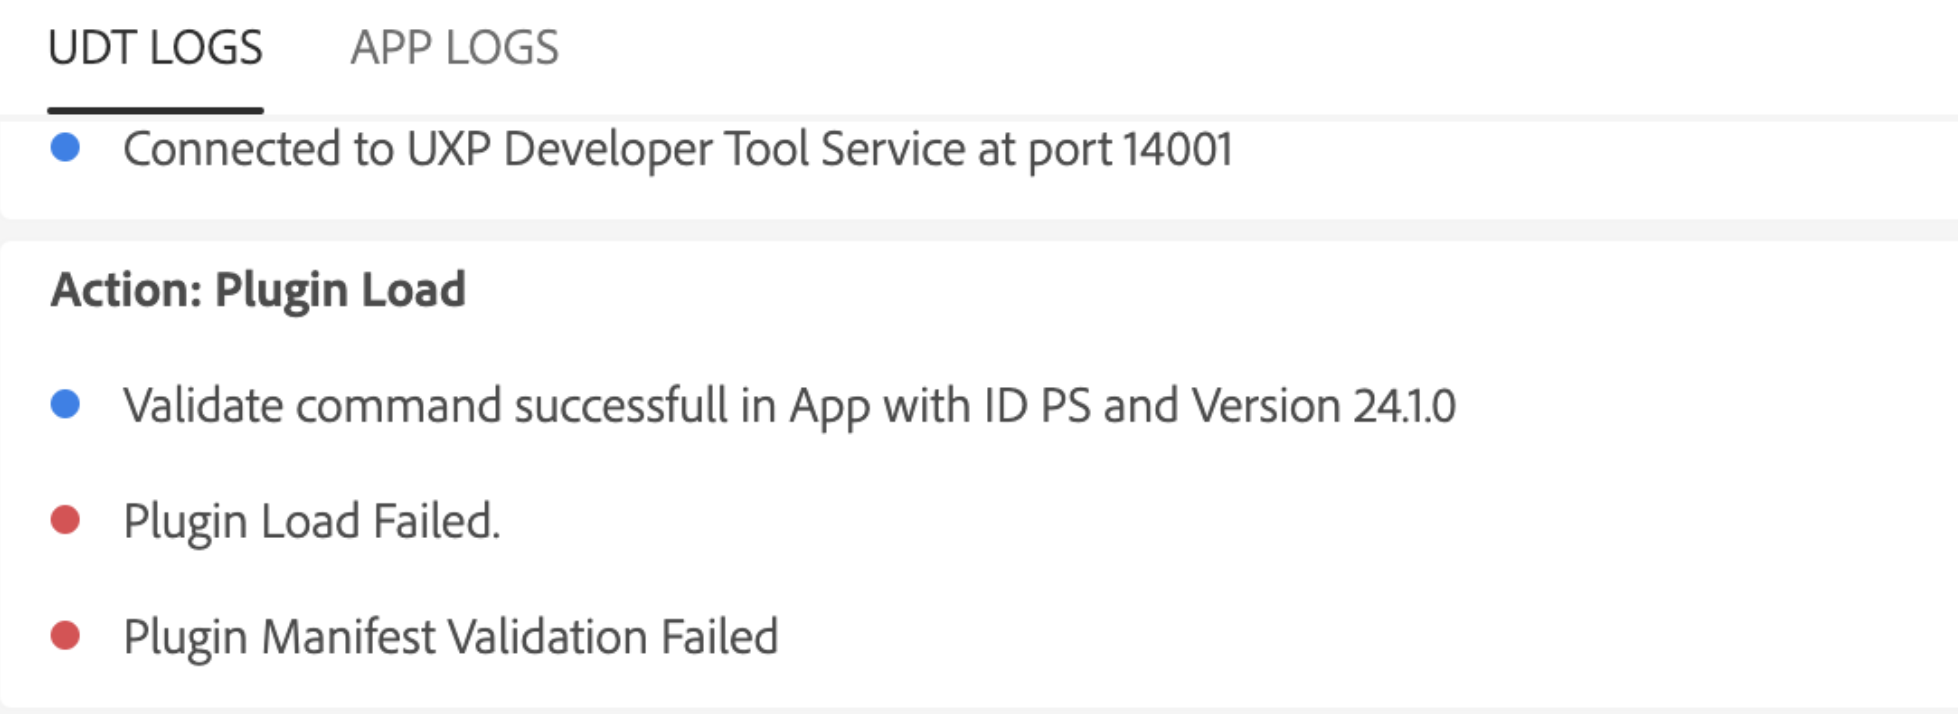 UDT LOGS APP LOGS
Connected to UXP Developer Tool Service at port 14001
Action: Plugin Load
Validate command successfull in App with ID PS and Version 24.1.0
Plugin Load Failed.
Plugin Manifest Validation Failed